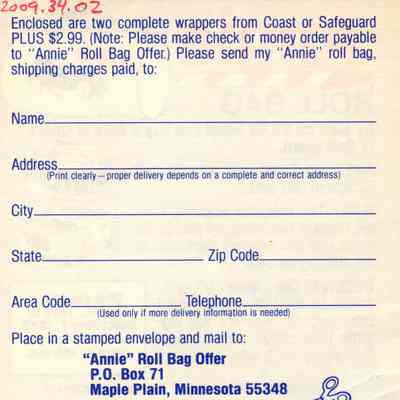 2009.34.02
Enclosed are two complete wrappers from Coast or Safeguard
PLUS $2.99. (Note: Please make check or money order payable
to "Annie" Roll Bag Offer.) Please send my "Annie" roll bag,
shipping charges paid, to:
Name
Address
(Print clearly – proper delivery depends on a complete and correct address)
City
State Zip Code
Area Code Telephone
(Used only if more delivery information is needed)
Place in a stamped envelope and mail to:
"Annie" Roll Bag Offer
P.O. Box 71
Maple Plain, Minnesota 55348